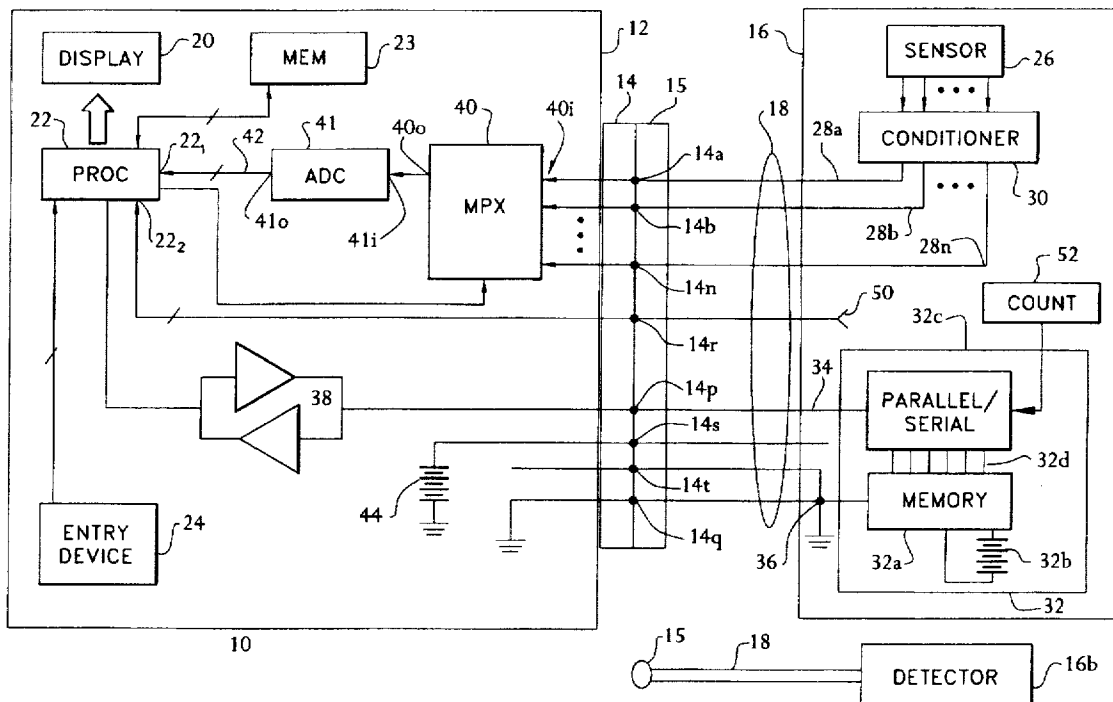 20
DISPLAY
MEM
23
12
16
SENSOR
26
14
15
18
22
PROC
22₁
42
41
ADC
40o
40
40i
MPX
41o
41i
22₂
14a
28a
CONDITIONER
30
14b
28b
14n
28n
52
COUNT
50
14r
32c
38
14p
34
PARALLEL/
SERIAL
14s
32d
44
14t
MEMORY
14q
36
32a
32b
32
ENTRY
DEVICE
24
10
15
18
DETECTOR
16b